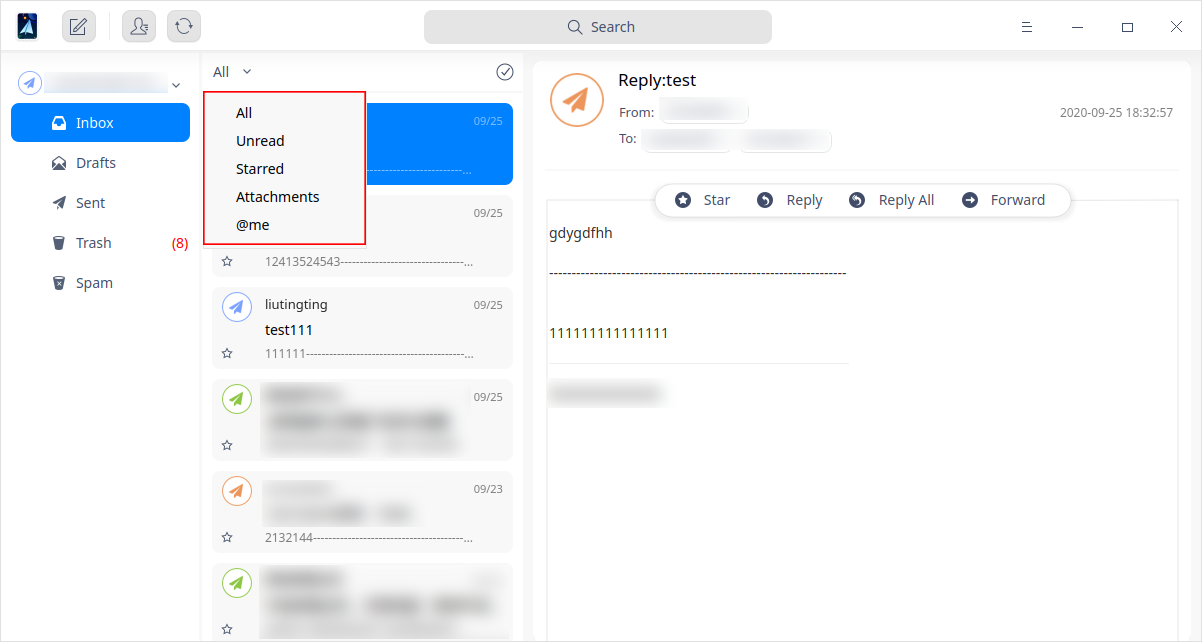 Search
Inbox
Drafts
Sent
Trash (8)
Spam
All
All
Unread
Starred
Attachments
@me
09/25
--------------------------...
09/25
12413524543--------------------------------...
liutingting 09/25
test111
111111-----------------------------------------...
09/25
09/23
2132144---------------------------------------...
Reply:test
From:
2020-09-25 18:32:57
To:
Star Reply Reply All Forward
gdygdfhh
------------------------------------------------------------------
111111111111111